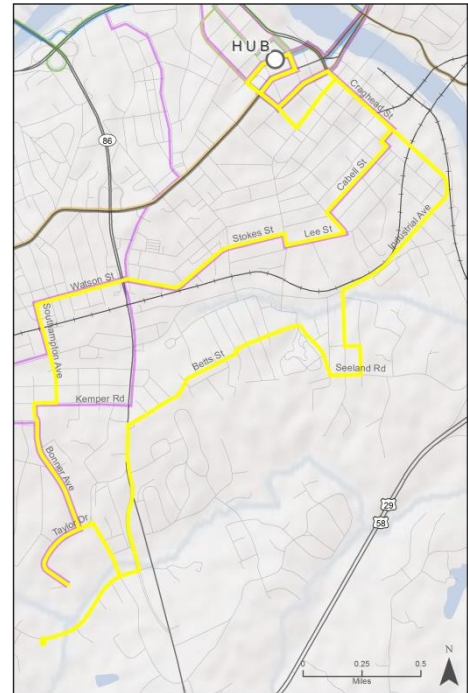 HUB
Craghead St
86
Cabell St
Industrial Ave
Stokes St
Lee St
Watson St
Southampton Ave
Betts St
Seeland Rd
Kemper Rd
Bonner Ave
29
58
Taylor Dr
N
0 0.25 0.5
Miles